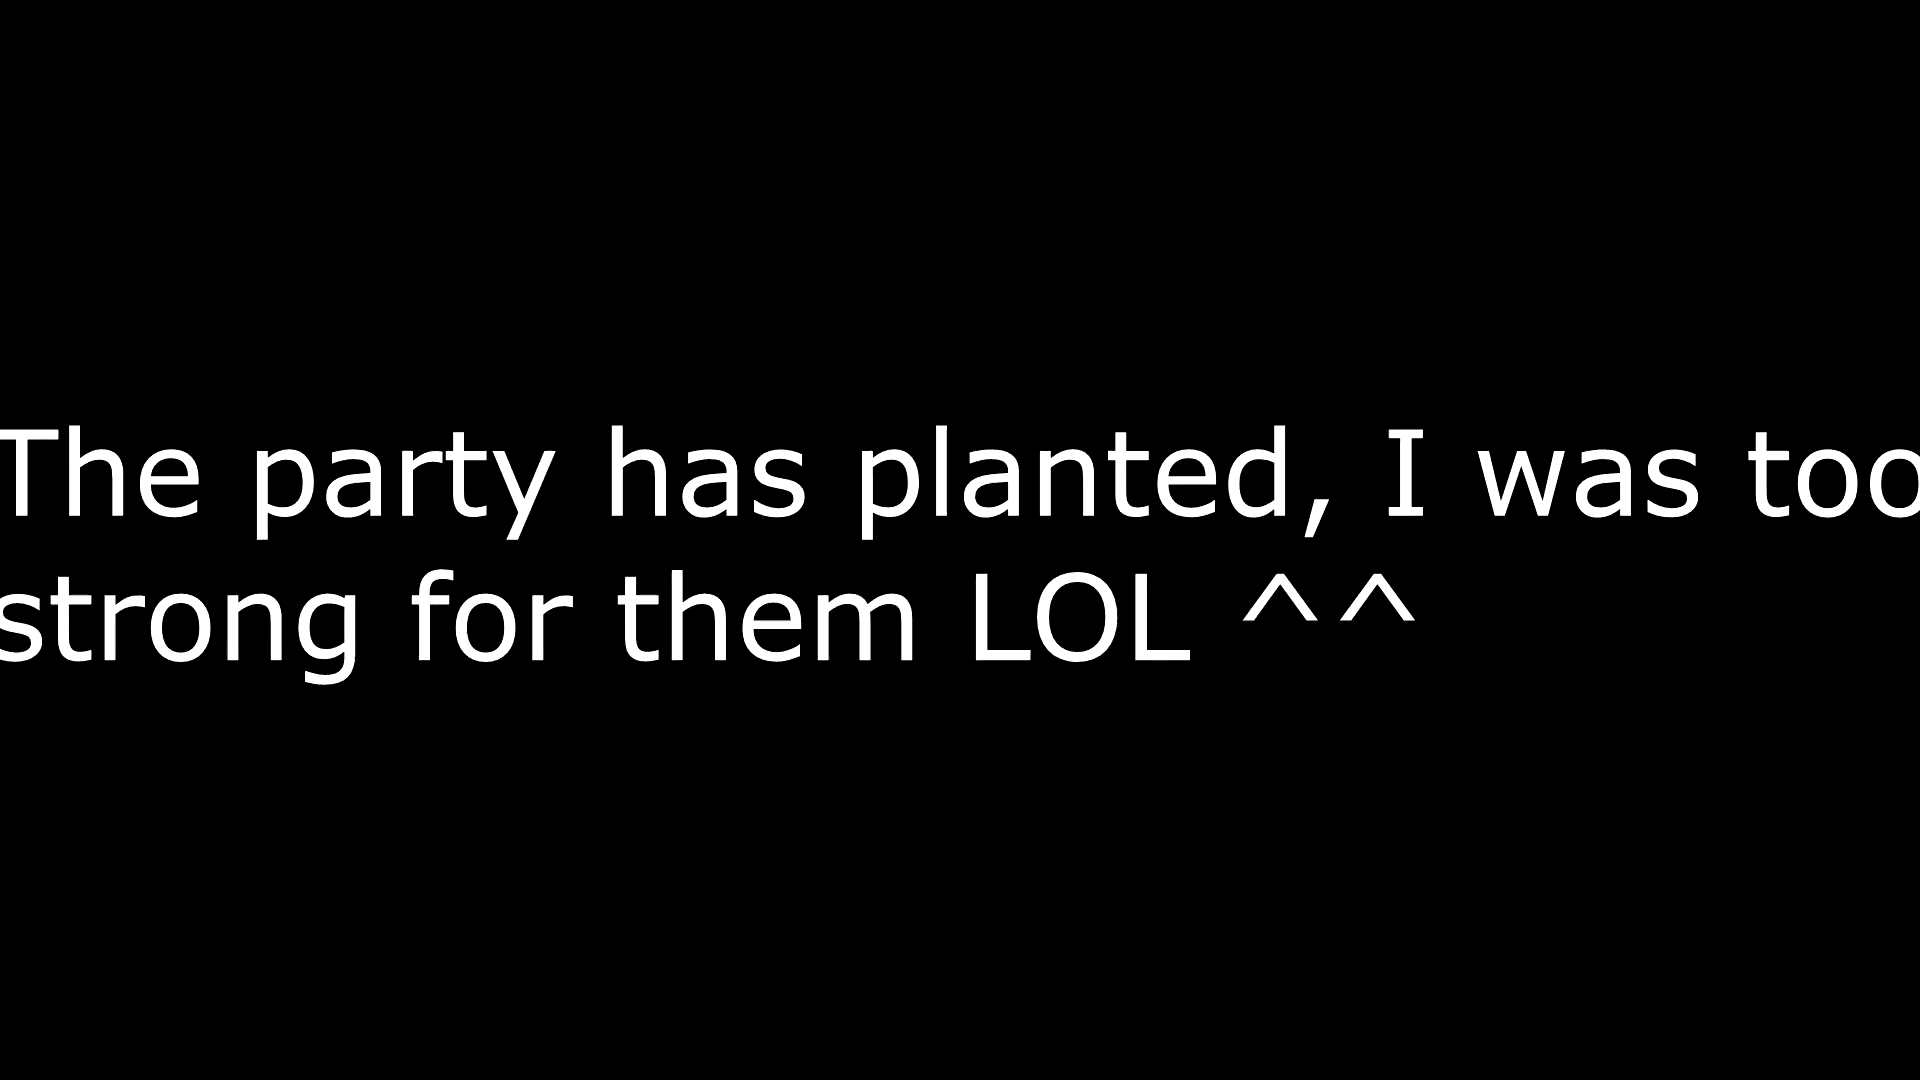 The party has planted, I was too
strong for them LOL ^^